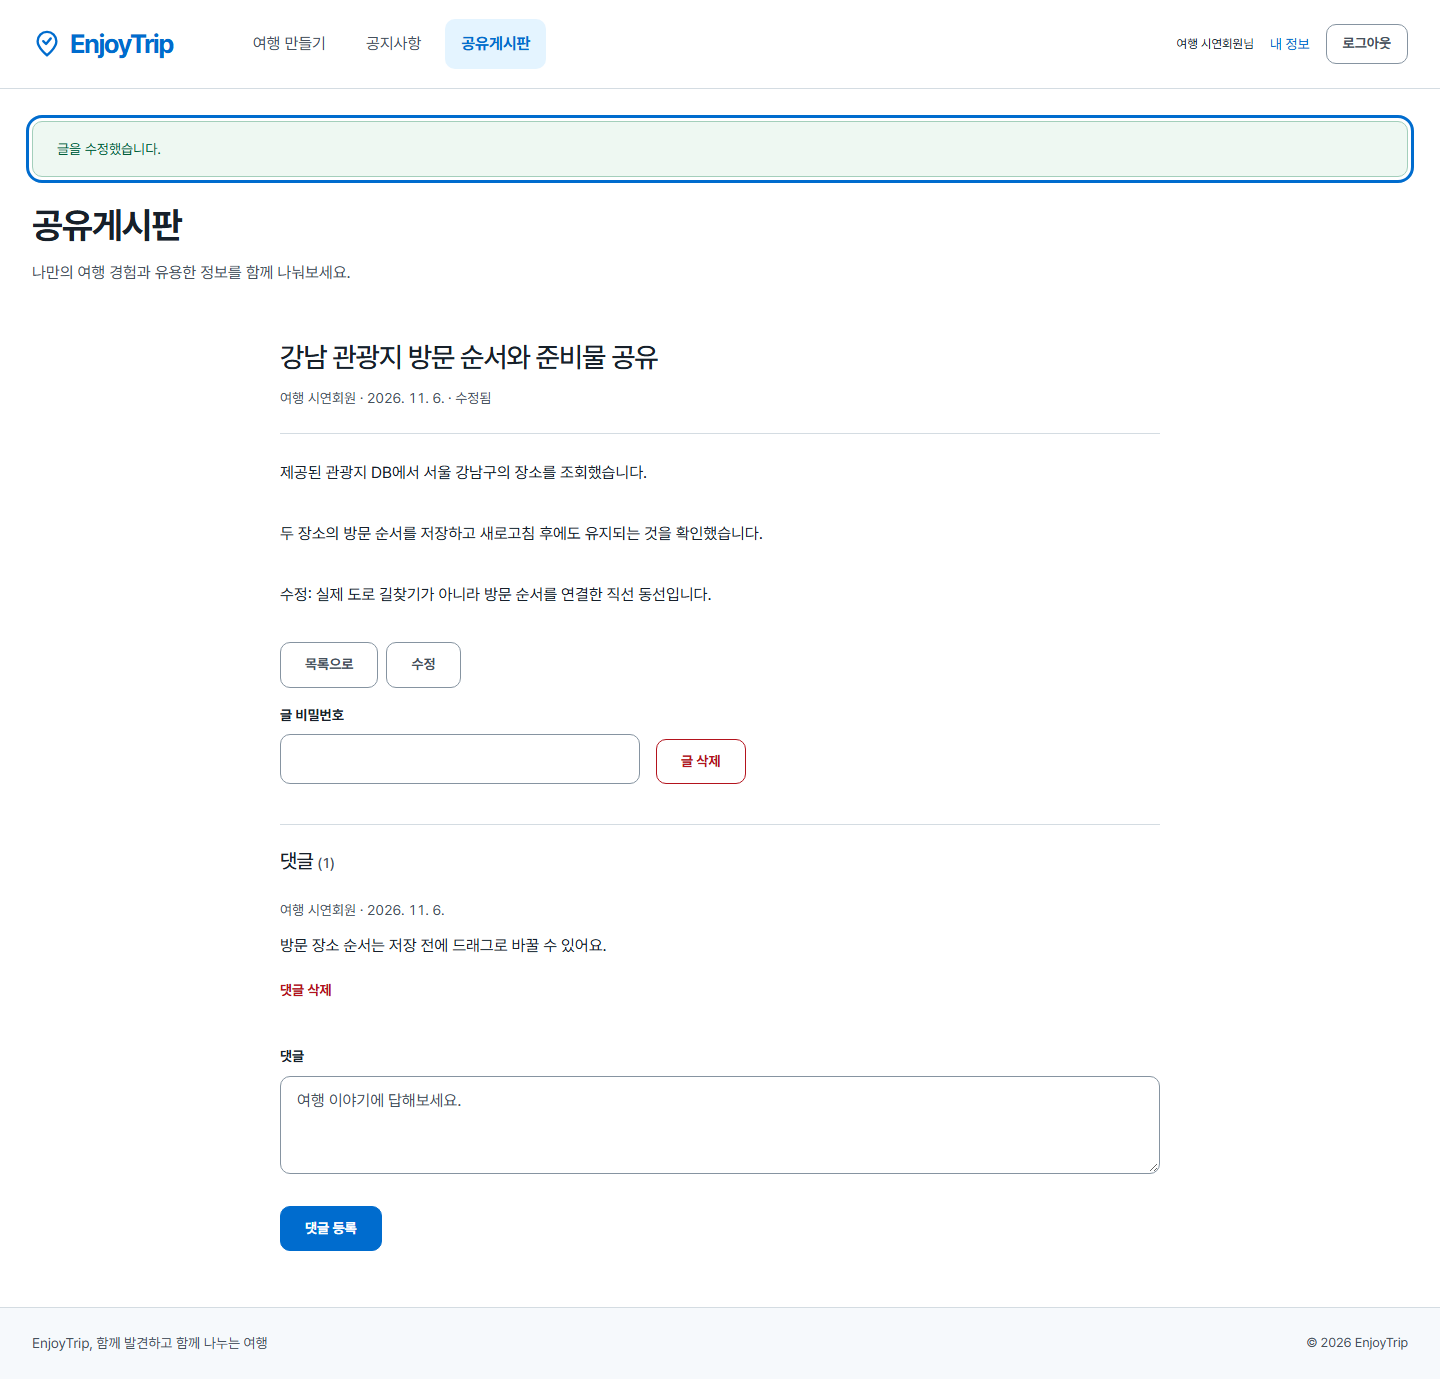 EnjoyTrip
여행 만들기
공지사항
공유게시판
여행 시연회원님
내 정보
로그아웃
글을 수정했습니다.
공유게시판
나만의 여행 경험과 유용한 정보를 함께 나눠보세요.
강남 관광지 방문 순서와 준비물 공유
여행 시연회원 · 2026. 11. 6. · 수정됨
제공된 관광지 DB에서 서울 강남구의 장소를 조회했습니다.
두 장소의 방문 순서를 저장하고 새로고침 후에도 유지되는 것을 확인했습니다.
수정: 실제 도로 길찾기가 아니라 방문 순서를 연결한 직선 동선입니다.
목록으로
수정
글 비밀번호
글 삭제
댓글 (1)
여행 시연회원 · 2026. 11. 6.
방문 장소 순서는 저장 전에 드래그로 바꿀 수 있어요.
댓글 삭제
댓글
여행 이야기에 답해보세요.
댓글 등록
EnjoyTrip, 함께 발견하고 함께 나누는 여행
© 2026 EnjoyTrip